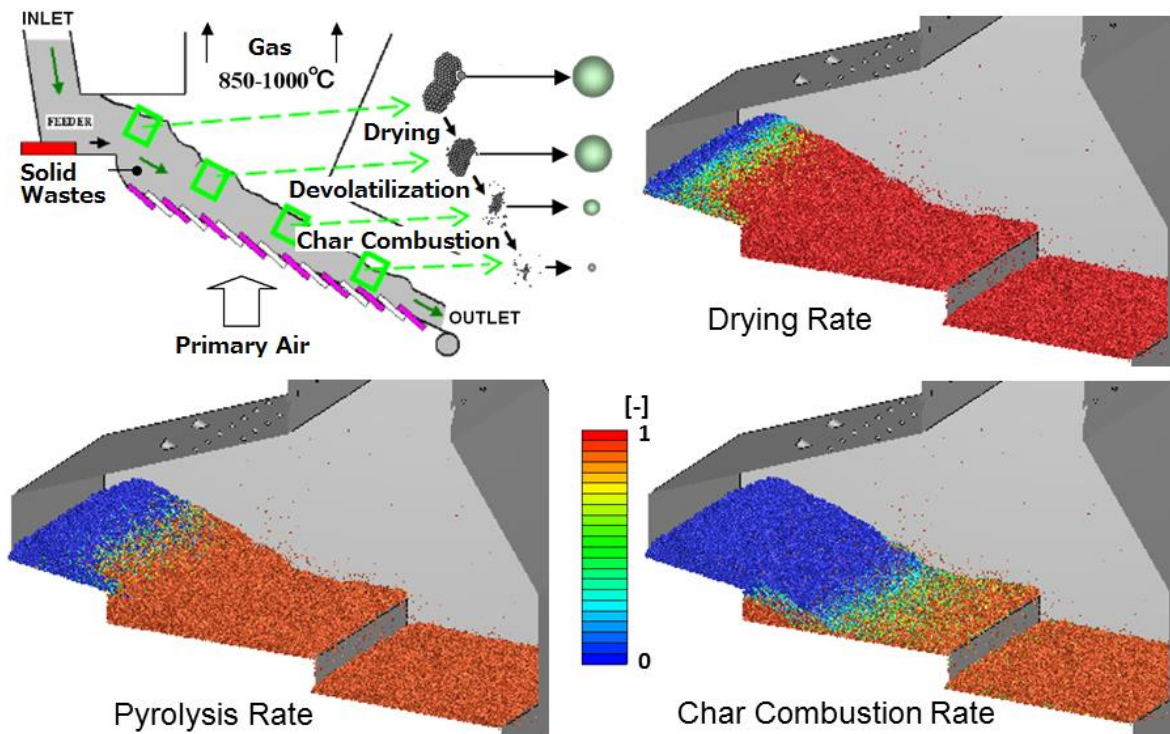 INLET
Gas
850-1000℃
FEEDER
Drying
Solid
Wastes
Devolatilization
Char Combustion
OUTLET
Primary Air
Drying Rate
[-]
1
0
Pyrolysis Rate
Char Combustion Rate